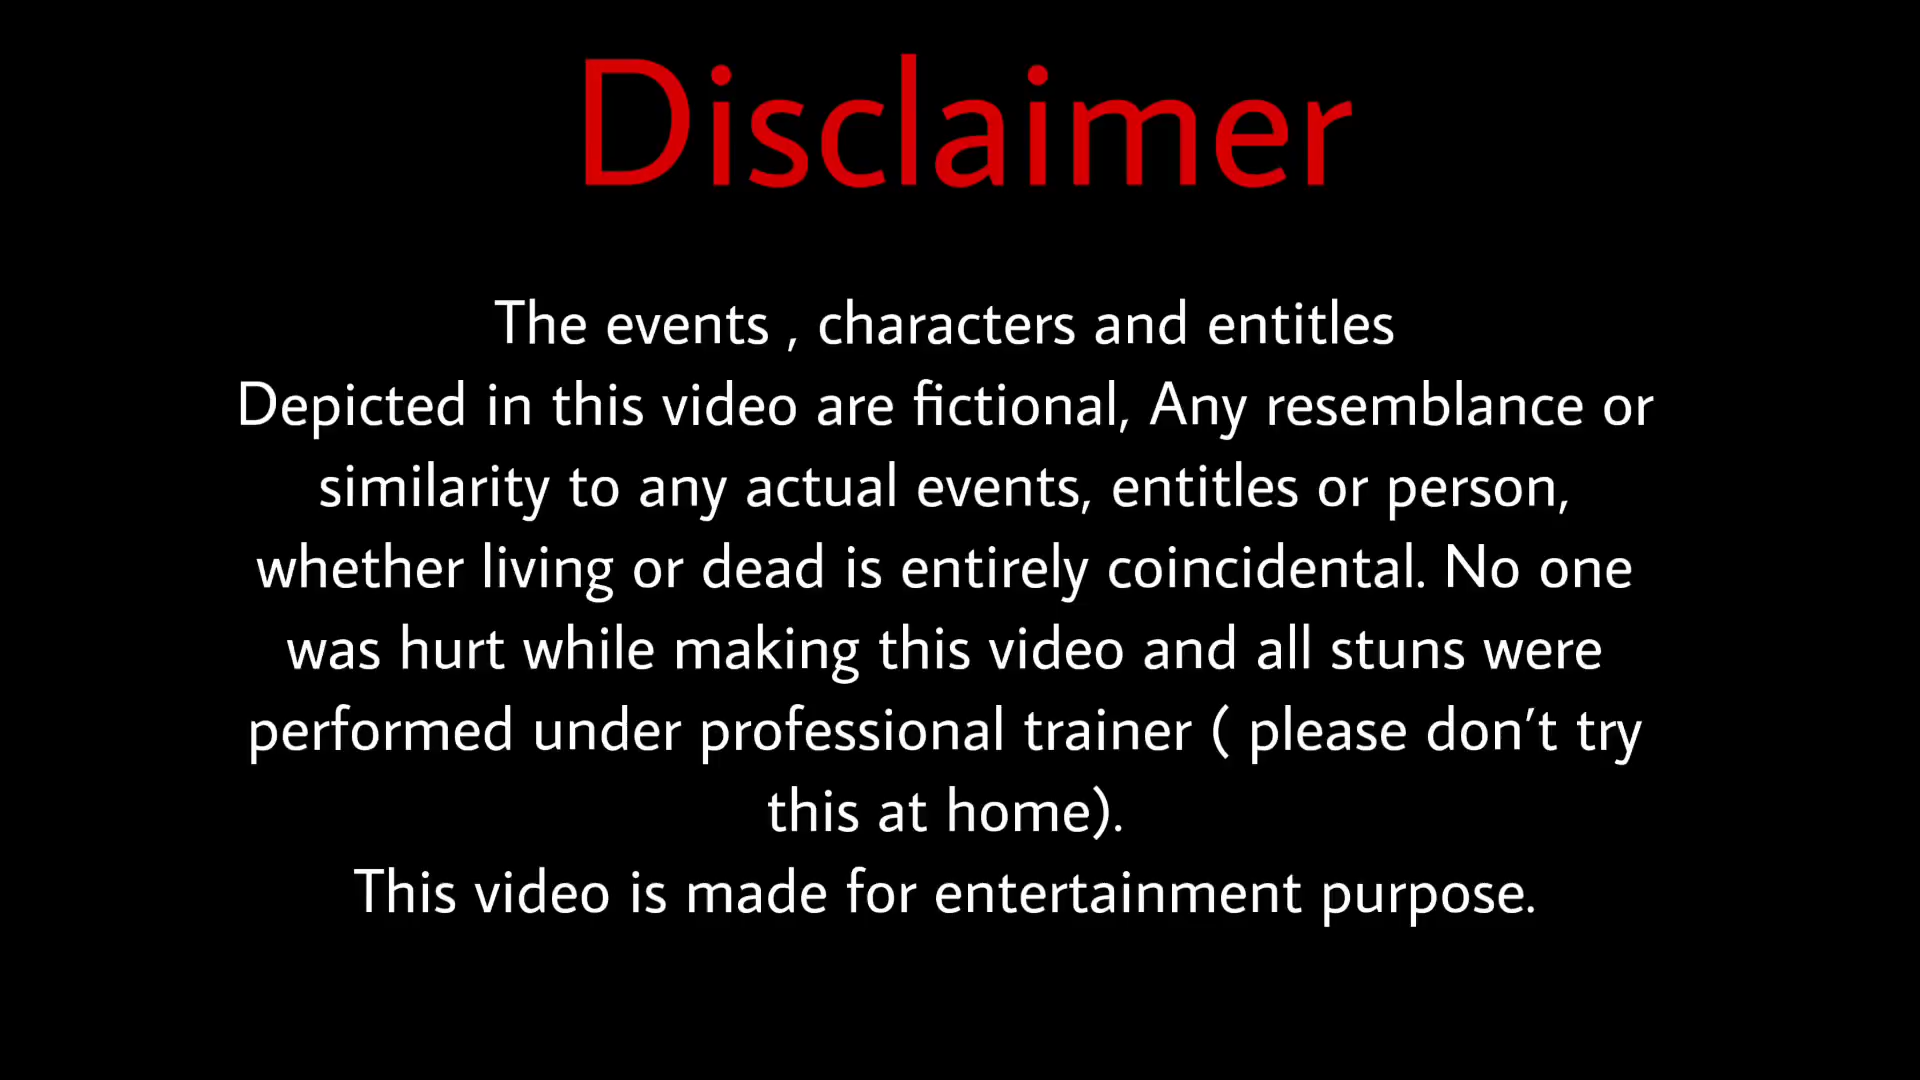 Disclaimer
The events , characters and entitles
Depicted in this video are fictional, Any resemblance or
similarity to any actual events, entitles or person,
whether living or dead is entirely coincidental. No one
was hurt while making this video and all stuns were
performed under professional trainer ( please don’t try
this at home).
This video is made for entertainment purpose.